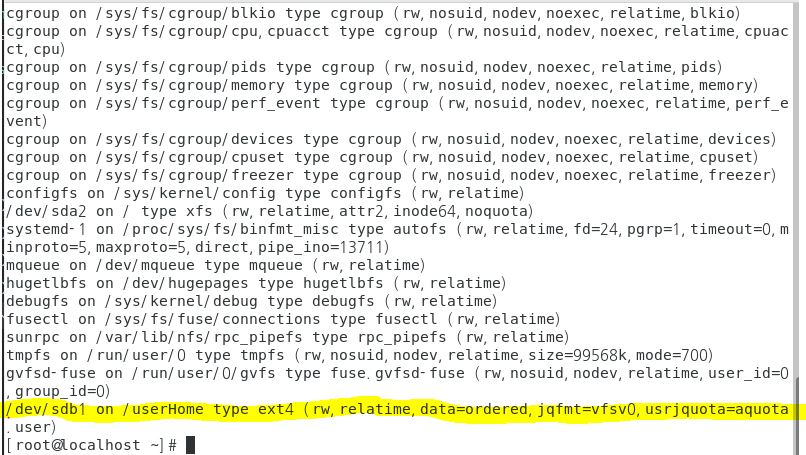 cgroup on /sys/fs/cgroup/blkio type cgroup (rw,nosuid,nodev,noexec,relatime,blkio)
cgroup on /sys/fs/cgroup/cpu,cpuacct type cgroup (rw,nosuid,nodev,noexec,relatime,cpuac
ct,cpu)
cgroup on /sys/fs/cgroup/pids type cgroup (rw,nosuid,nodev,noexec,relatime,pids)
cgroup on /sys/fs/cgroup/memory type cgroup (rw,nosuid,nodev,noexec,relatime,memory)
cgroup on /sys/fs/cgroup/perf_event type cgroup (rw,nosuid,nodev,noexec,relatime,perf_e
vent)
cgroup on /sys/fs/cgroup/devices type cgroup (rw,nosuid,nodev,noexec,relatime,devices)
cgroup on /sys/fs/cgroup/cpuset type cgroup (rw,nosuid,nodev,noexec,relatime,cpuset)
cgroup on /sys/fs/cgroup/freezer type cgroup (rw,nosuid,nodev,noexec,relatime,freezer)
configfs on /sys/kernel/config type configfs (rw,relatime)
/dev/sda2 on / type xfs (rw,relatime,attr2,inode64,noquota)
systemd-1 on /proc/sys/fs/binfmt_misc type autofs (rw,relatime,fd=24,pgrp=1,timeout=0,m
inproto=5,maxproto=5,direct,pipe_ino=13711)
mqueue on /dev/mqueue type mqueue (rw,relatime)
hugetlbfs on /dev/hugepages type hugetlbfs (rw,relatime)
debugfs on /sys/kernel/debug type debugfs (rw,relatime)
fusectl on /sys/fs/fuse/connections type fusectl (rw,relatime)
sunrpc on /var/lib/nfs/rpc_pipefs type rpc_pipefs (rw,relatime)
tmpfs on /run/user/0 type tmpfs (rw,nosuid,nodev,relatime,size=99568k,mode=700)
gvfsd-fuse on /run/user/0/gvfs type fuse.gvfsd-fuse (rw,nosuid,nodev,relatime,user_id=0
,group_id=0)
/dev/sdb1 on /userHome type ext4 (rw,relatime,data=ordered,jqfmt=vfsv0,usrjquota=aquota
.user)
[root@localhost ~]#